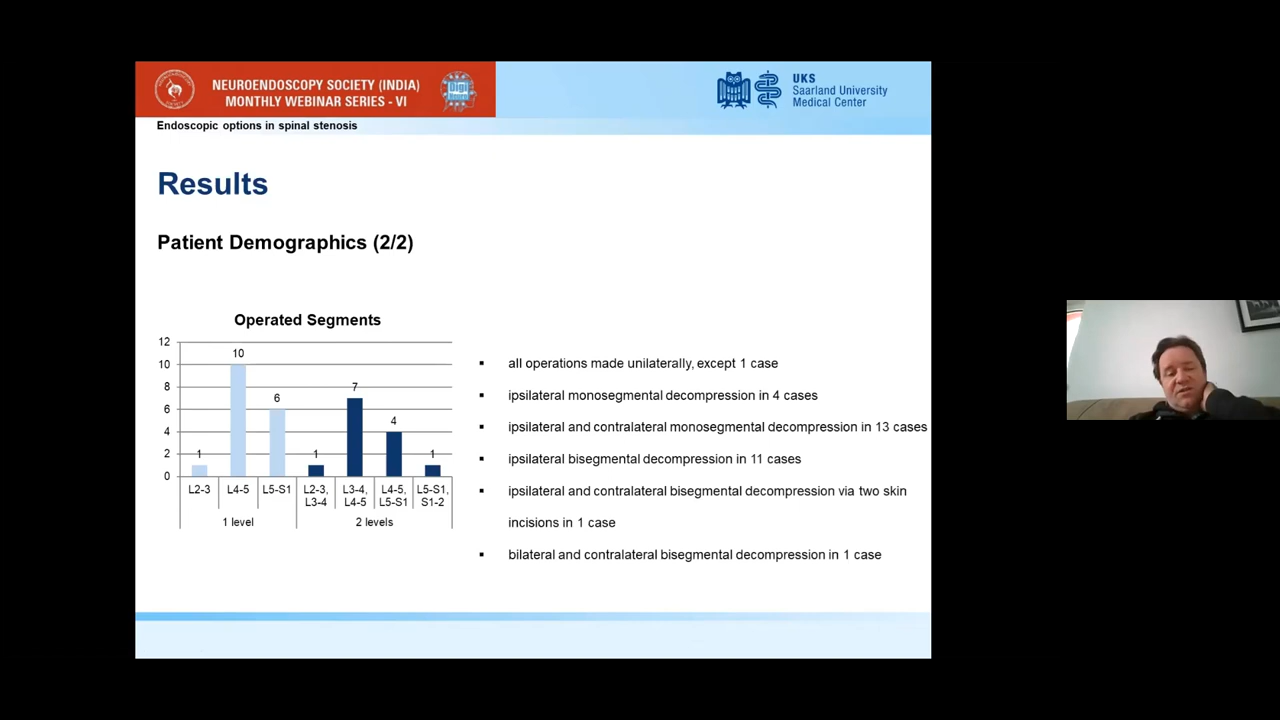 NEUROENDOSCOPY SOCIETY (INDIA)
MONTHLY WEBINAR SERIES - VI
Digi
UKS
Saarland University
Medical Center
Endoscopic options in spinal stenosis
Results
Patient Demographics (2/2)
Operated Segments
12
10
8
6
4
2
0
1
10
6
1
7
4
1
L2-3
L4-5
L5-S1
L2-3,
L3-4
L3-4,
L4-5
L4-5,
L5-S1
L5-S1,
S1-2
1 level
2 levels
all operations made unilaterally, except 1 case
ipsilateral monosegmental decompression in 4 cases
ipsilateral and contralateral monosegmental decompression in 13 cases
ipsilateral bisegmental decompression in 11 cases
ipsilateral and contralateral bisegmental decompression via two skin
incisions in 1 case
bilateral and contralateral bisegmental decompression in 1 case